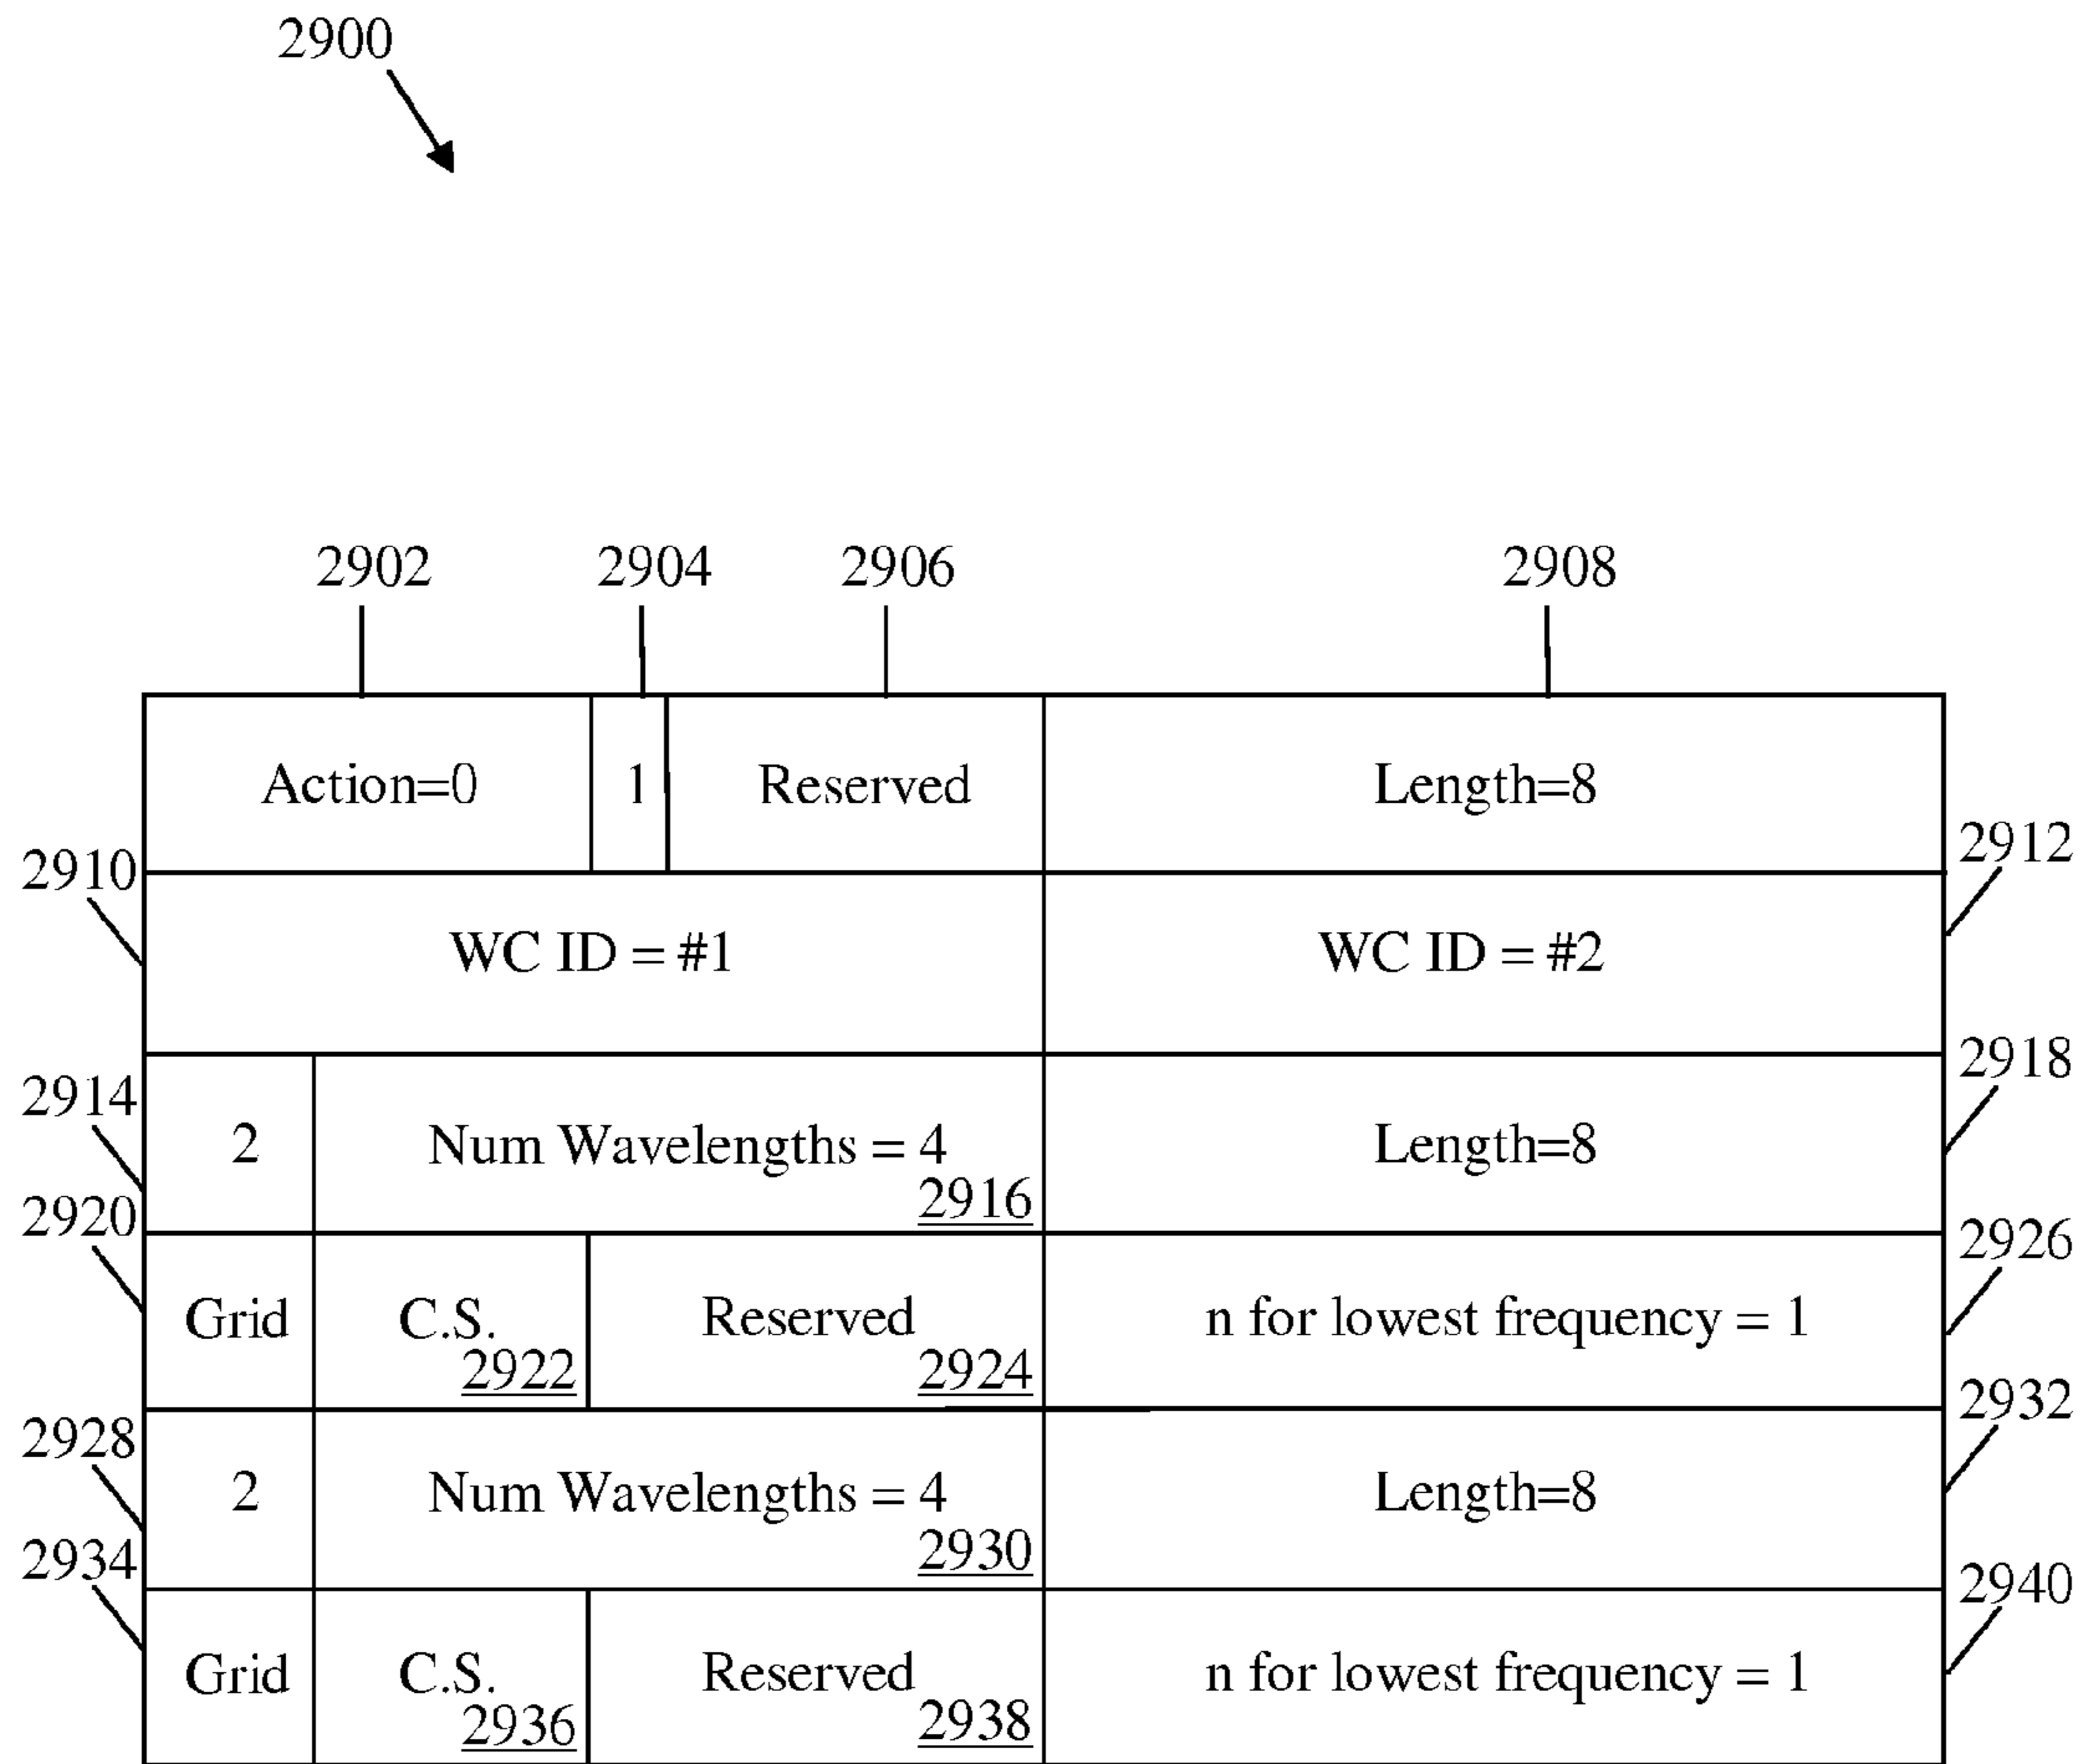 2900
2902 2904 2906 2908
Action=0 1 Reserved Length=8
2910 2912
WC ID = #1 WC ID = #2
2914 2918
2 Num Wavelengths = 4 Length=8
2916
2920 2926
Grid C.S. Reserved n for lowest frequency = 1
2922 2924
2928 2932
2 Num Wavelengths = 4 Length=8
2930
2934 2940
Grid C.S. Reserved n for lowest frequency = 1
2936 2938